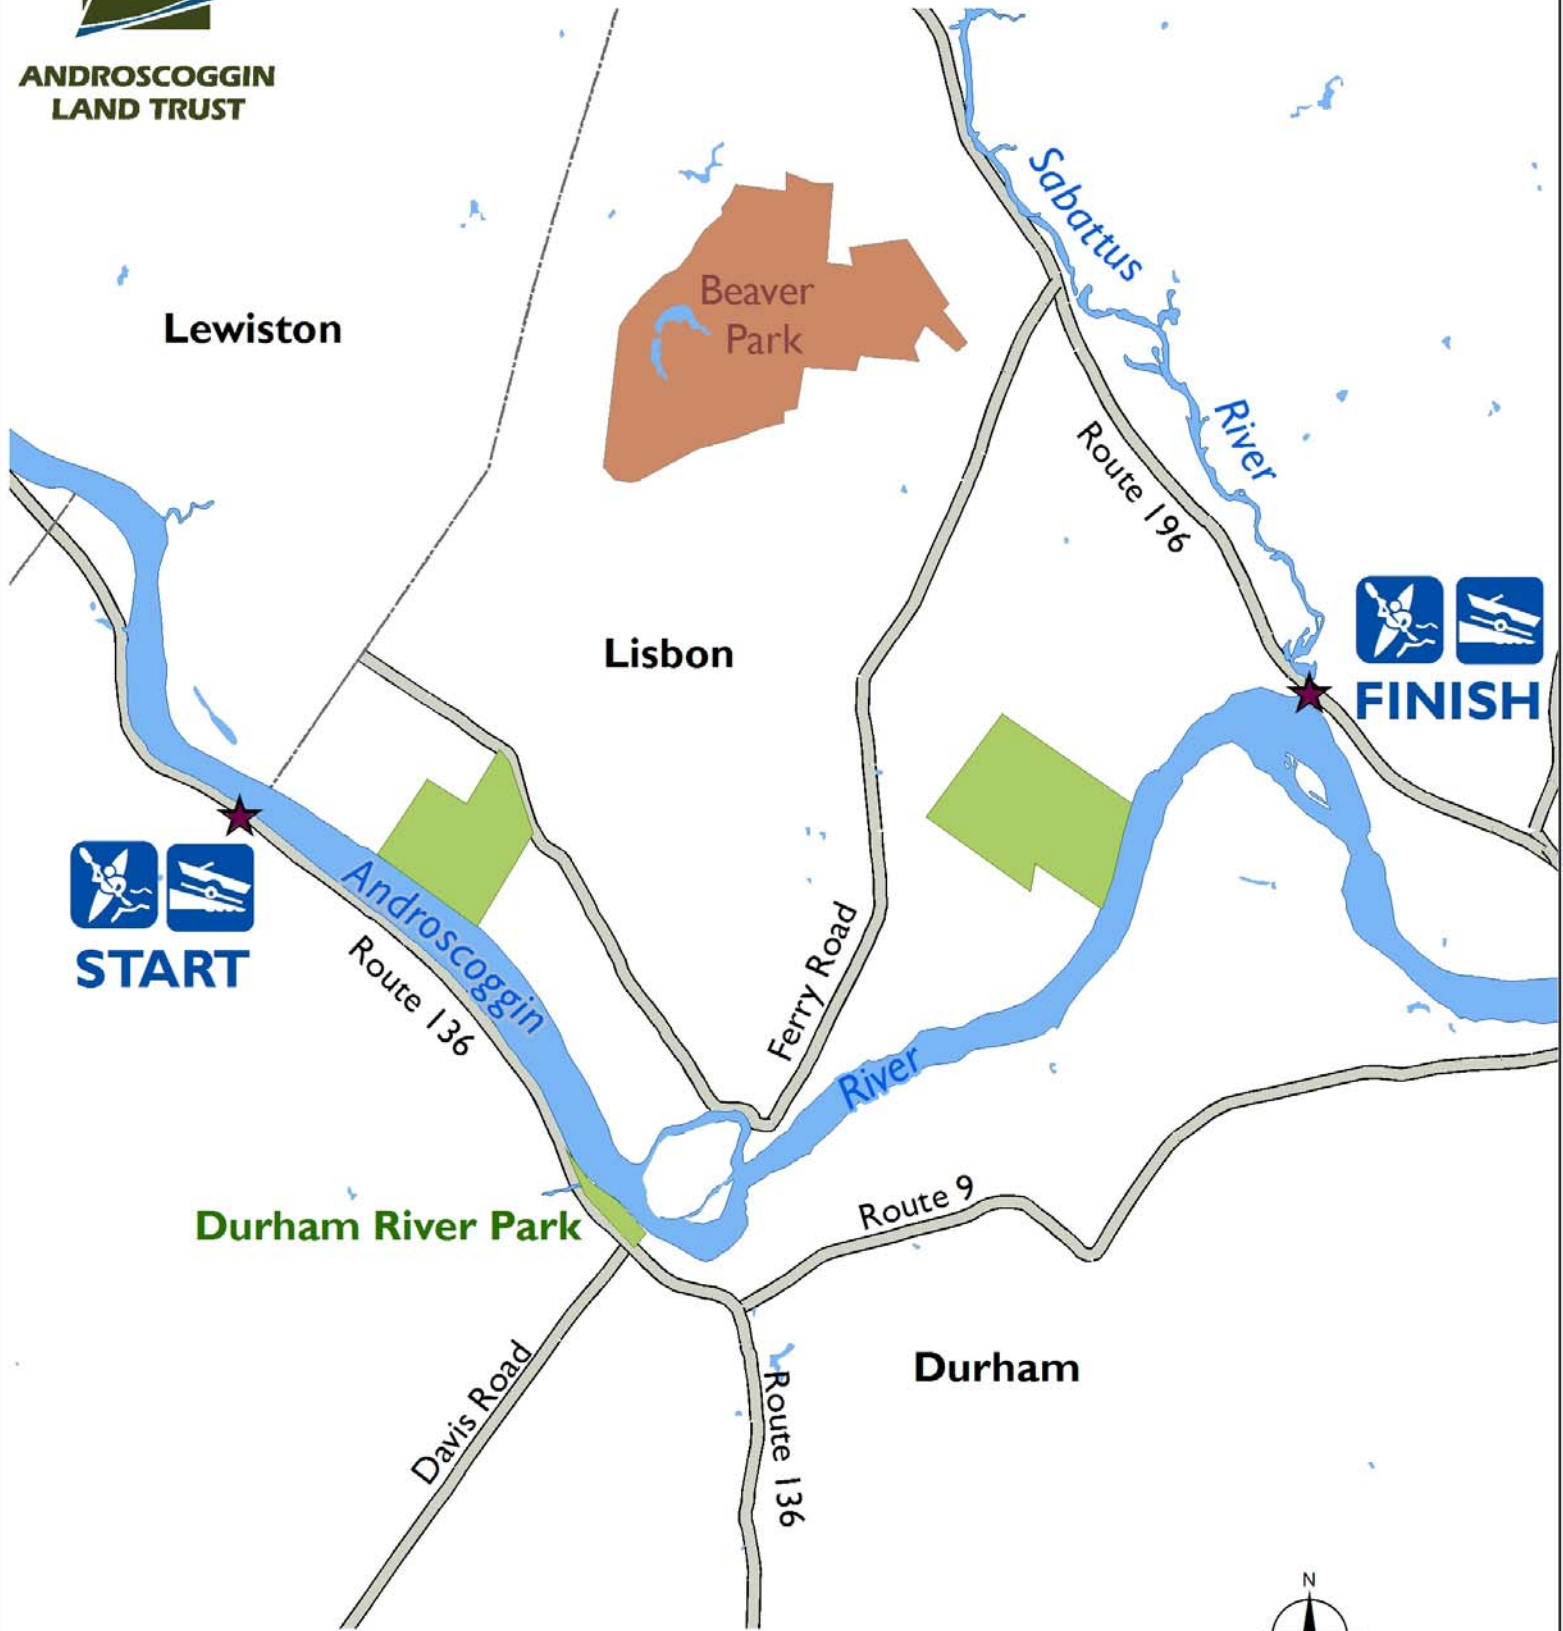 ANDROSCOGGIN
LAND TRUST
Sabattus
River
Beaver
Park
Lewiston
Route 196
Lisbon
FINISH
START
Androscoggin
River
Route 136
Ferry Road
Durham River Park
Route 9
Davis Road
Durham
Route 136
N